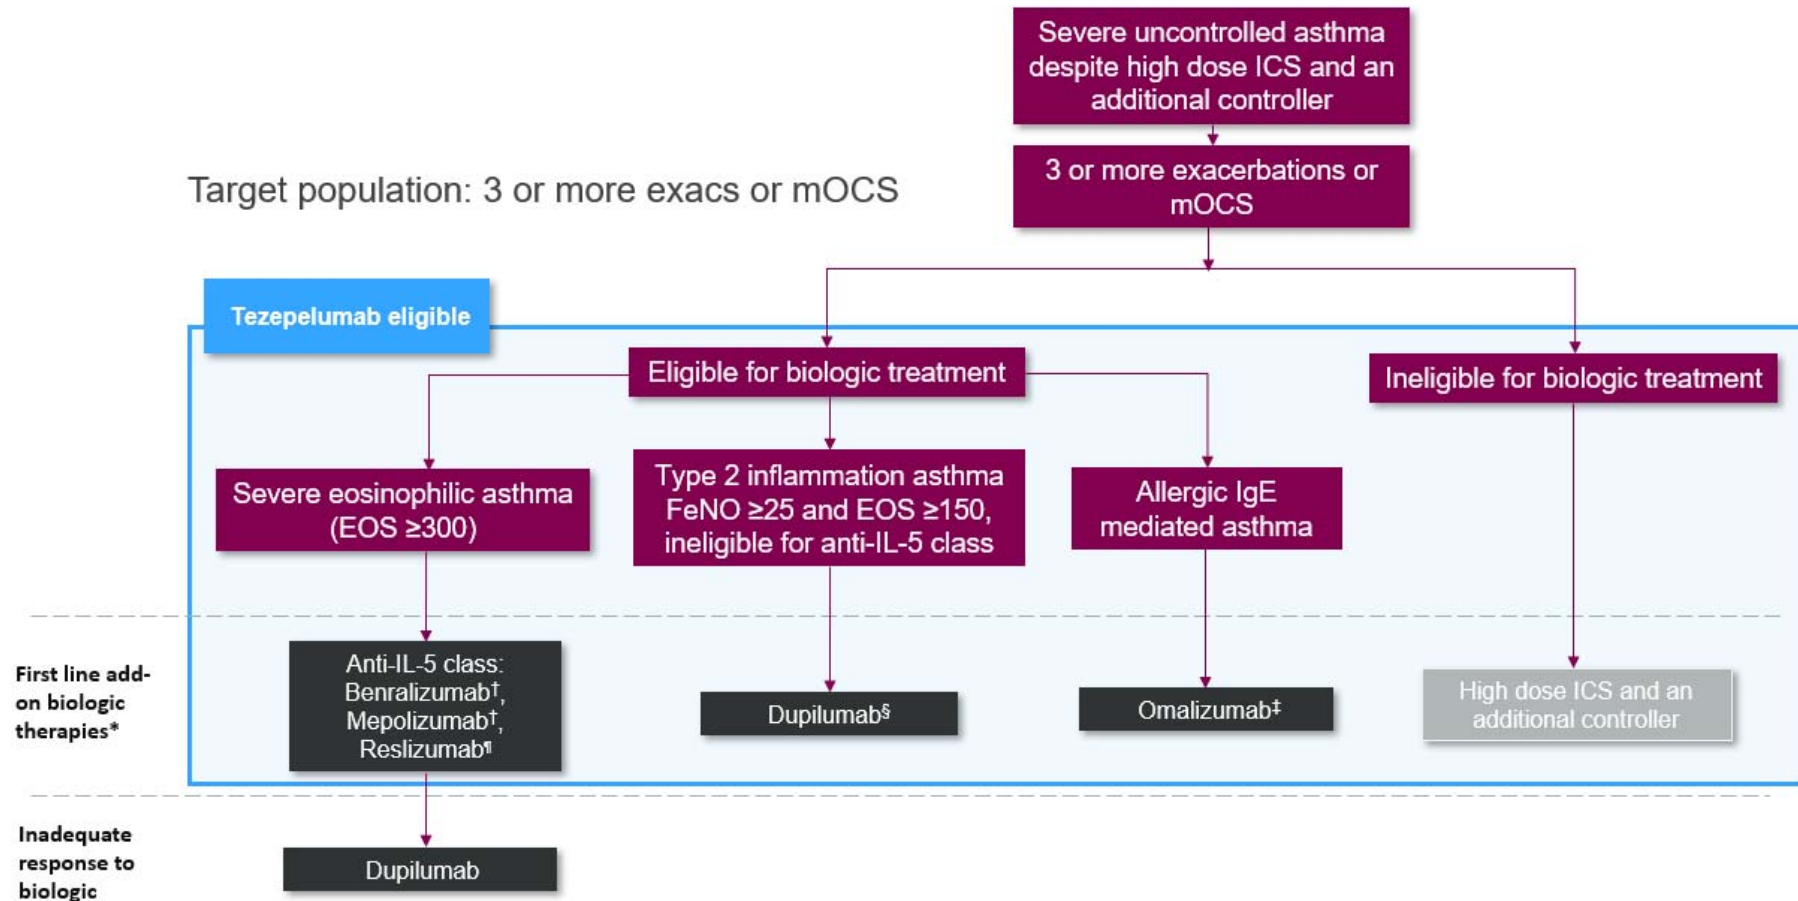 Severe uncontrolled asthma
despite high dose ICS and an
additional controller
3 or more exacerbations or
mOCS
Target population: 3 or more exacs or mOCS
Tezepelumab eligible
Eligible for biologic treatment
Ineligible for biologic treatment
Severe eosinophilic asthma
(EOS ≥300)
Type 2 inflammation asthma
FeNO ≥25 and EOS ≥150,
ineligible for anti-IL-5 class
Allergic IgE
mediated asthma
First line add-
on biologic
therapies*
Anti-IL-5 class:
Benralizumab†,
Mepolizumab†,
Reslizumab¶
Dupilumab§
Omalizumab‡
High dose ICS and an
additional controller
Inadequate
response to
biologic
Dupilumab